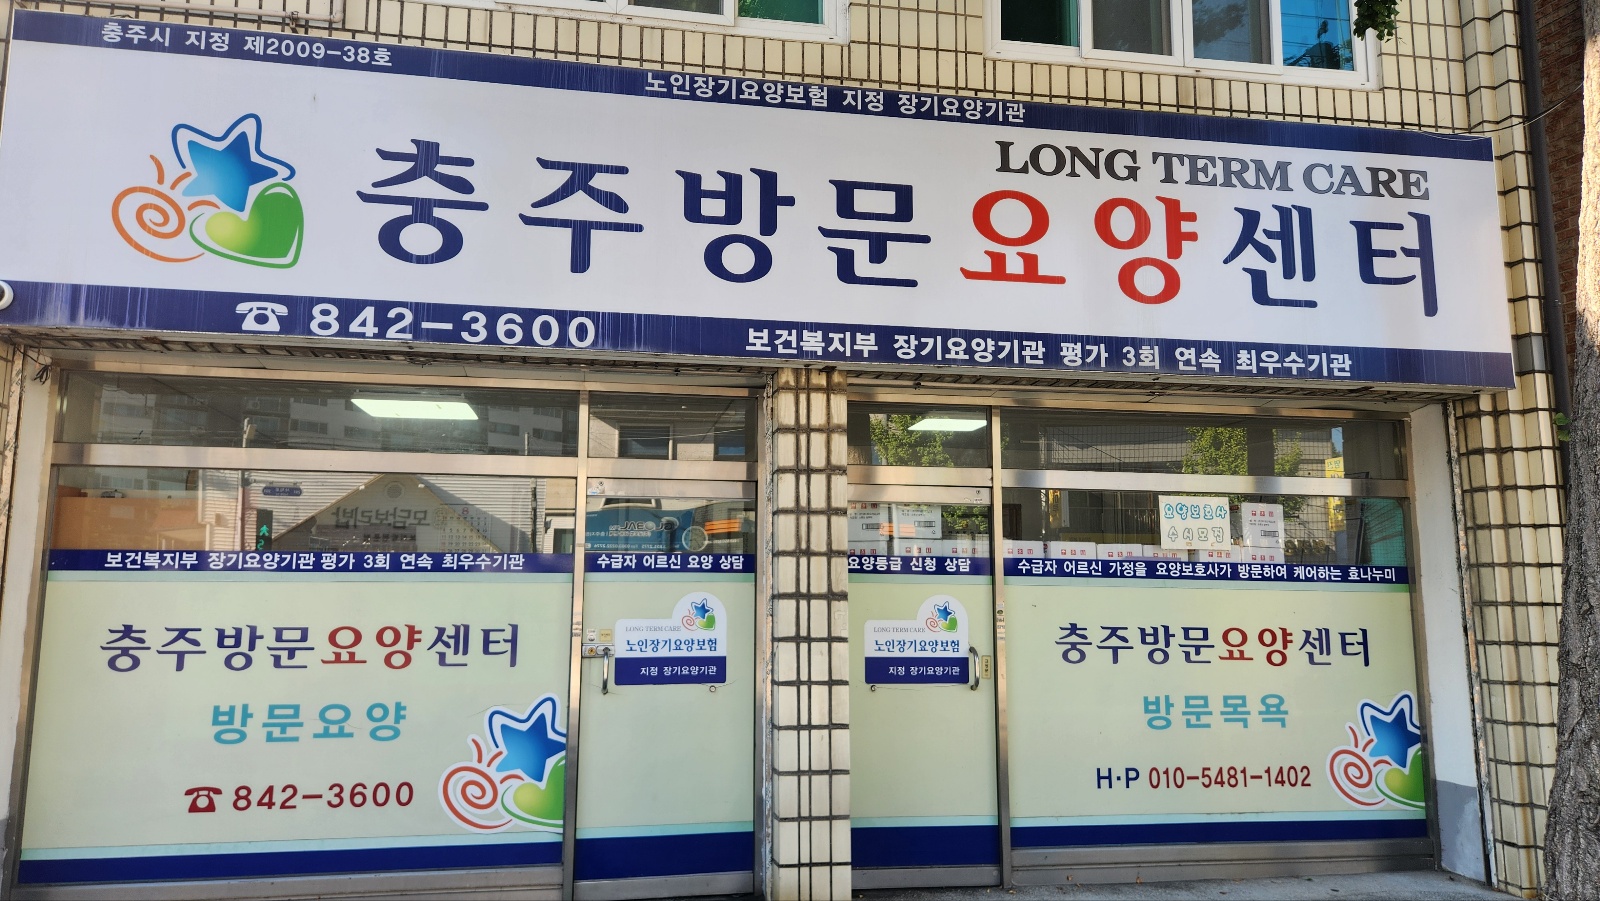 충주시 지정 제2009-38호
노인장기요양보험 지정 장기요양기관
LONG TERM CARE
충주방문요양센터
☎ 842-3600
보건복지부 장기요양기관 평가 3회 연속 최우수기관
요양보호사
수시모집
보건복지부 장기요양기관 평가 3회 연속 최우수기관
충주방문요양센터
방문요양
☎ 842-3600
수급자 어르신 요양 상담
LONG TERM CARE
노인장기요양보험
지정 장기요양기관
요양등급 신청 상담
LONG TERM CARE
노인장기요양보험
지정 장기요양기관
수급자 어르신 가정을 요양보호사가 방문하여 케어하는 효나누미
충주방문요양센터
방문목욕
H·P 010-5481-1402